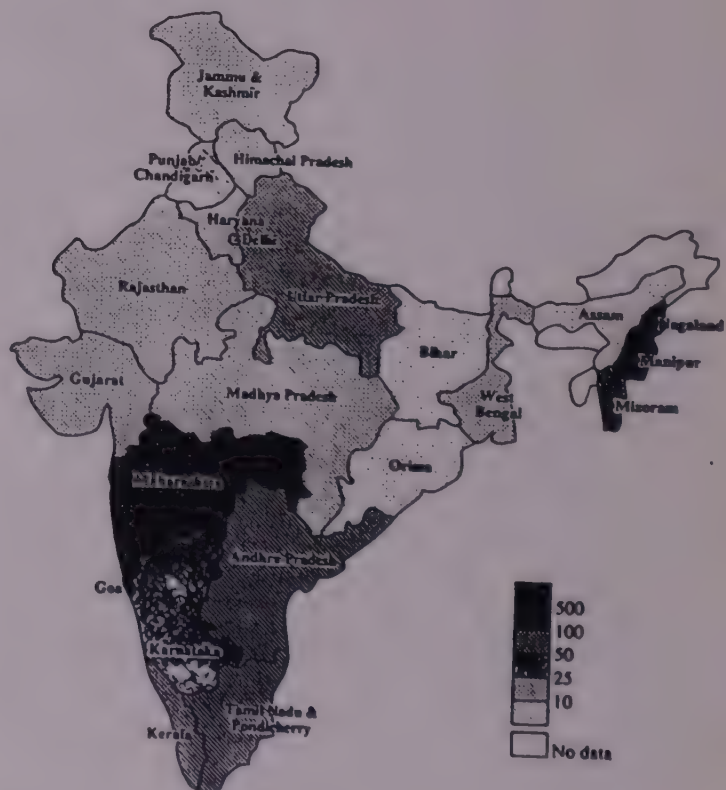 Jammu &
Kashmir
Punjab/
Chandigarh
Himachal Pradesh
Haryana
Delhi
Rajasthan
Uttar Pradesh
Assam
Nagaland
Bihar
Manipur
Gujarat
Madhya Pradesh
West
Bengal
Mizoram
Orissa
Maharashtra
Andhra Pradesh
Goa
500
100
50
Karnataka
25
10
Tamil Nadu &
Pondicherry
Kerala
No data